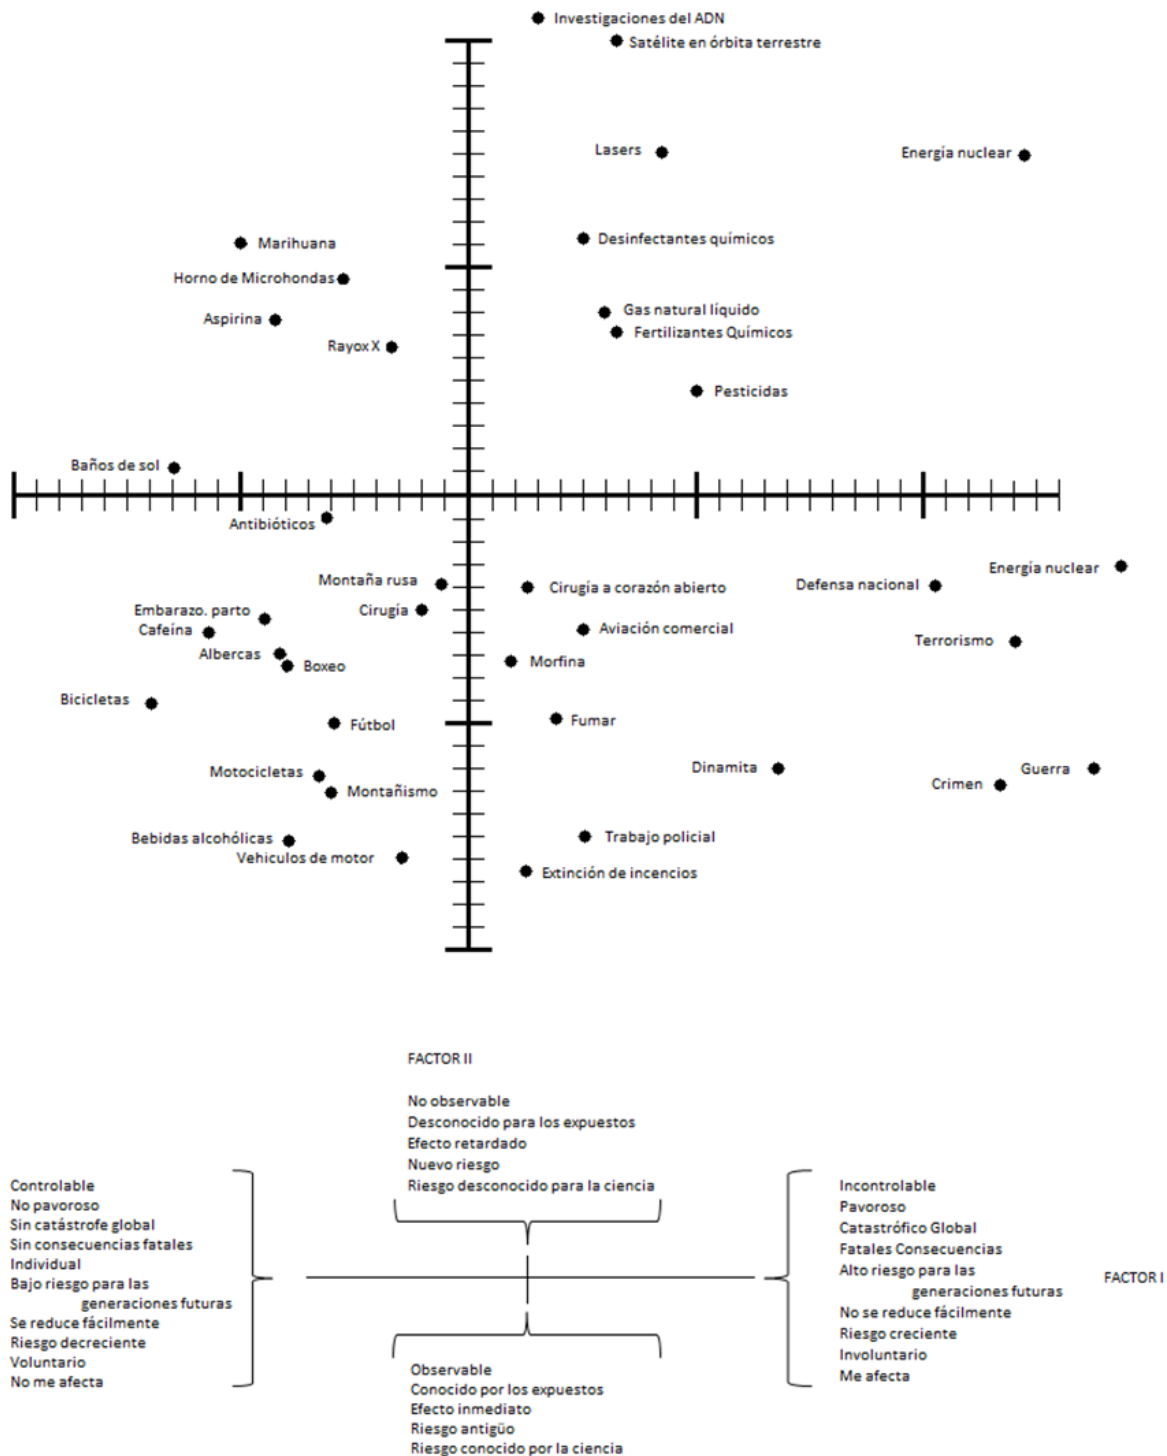 Investigaciones del ADN
Satélite en órbita terrestre
Lasers
Energía nuclear
Desinfectantes químicos
Marihuana
Horno de Microhondas
Aspirina
Gas natural líquido
Fertilizantes Químicos
Rayox X
Pesticidas
Baños de sol
Antibióticos
Energía nuclear
Montaña rusa
Cirugía a corazón abierto
Defensa nacional
Embarazo. parto
Cirugía
Cafeína
Aviación comercial
Terrorismo
Albercas
Boxeo
Morfina
Bicicletas
Fútbol
Fumar
Motocicletas
Dinamita
Guerra
Montañismo
Crimen
Bebidas alcohólicas
Trabajo policial
Vehiculos de motor
Extinción de incencios
FACTOR II
No observable
Desconocido para los expuestos
Efecto retardado
Nuevo riesgo
Riesgo desconocido para la ciencia
Controlable
No pavoroso
Sin catástrofe global
Sin consecuencias fatales
Individual
Bajo riesgo para las
generaciones futuras
Se reduce fácilmente
Riesgo decreciente
Voluntario
No me afecta
Incontrolable
Pavoroso
Catastrófico Global
Fatales Consecuencias
Alto riesgo para las
generaciones futuras
No se reduce fácilmente
Riesgo creciente
Involuntario
Me afecta
FACTOR I
Observable
Conocido por los expuestos
Efecto inmediato
Riesgo antigüo
Riesgo conocido por la ciencia